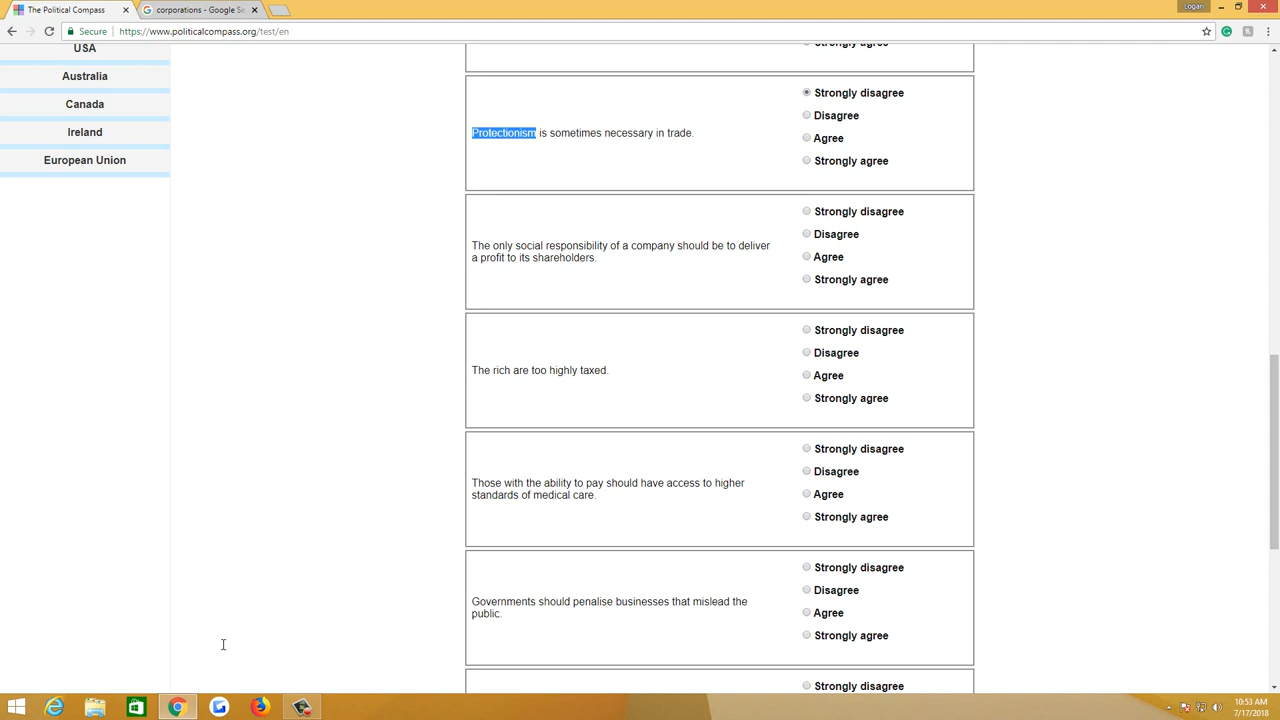 The Political Compass
corporations - Google Se
Logan
Secure
https://www.politicalcompass.org/test/en
USA
Australia
Canada
Ireland
European Union
Strongly agree
Protectionism is sometimes necessary in trade.
Strongly disagree
Disagree
Agree
Strongly agree
The only social responsibility of a company should be to deliver
a profit to its shareholders.
Strongly disagree
Disagree
Agree
Strongly agree
The rich are too highly taxed.
Strongly disagree
Disagree
Agree
Strongly agree
Those with the ability to pay should have access to higher
standards of medical care.
Strongly disagree
Disagree
Agree
Strongly agree
Governments should penalise businesses that mislead the
public.
Strongly disagree
Disagree
Agree
Strongly agree
Strongly disagree
10:53 AM
7/17/2018